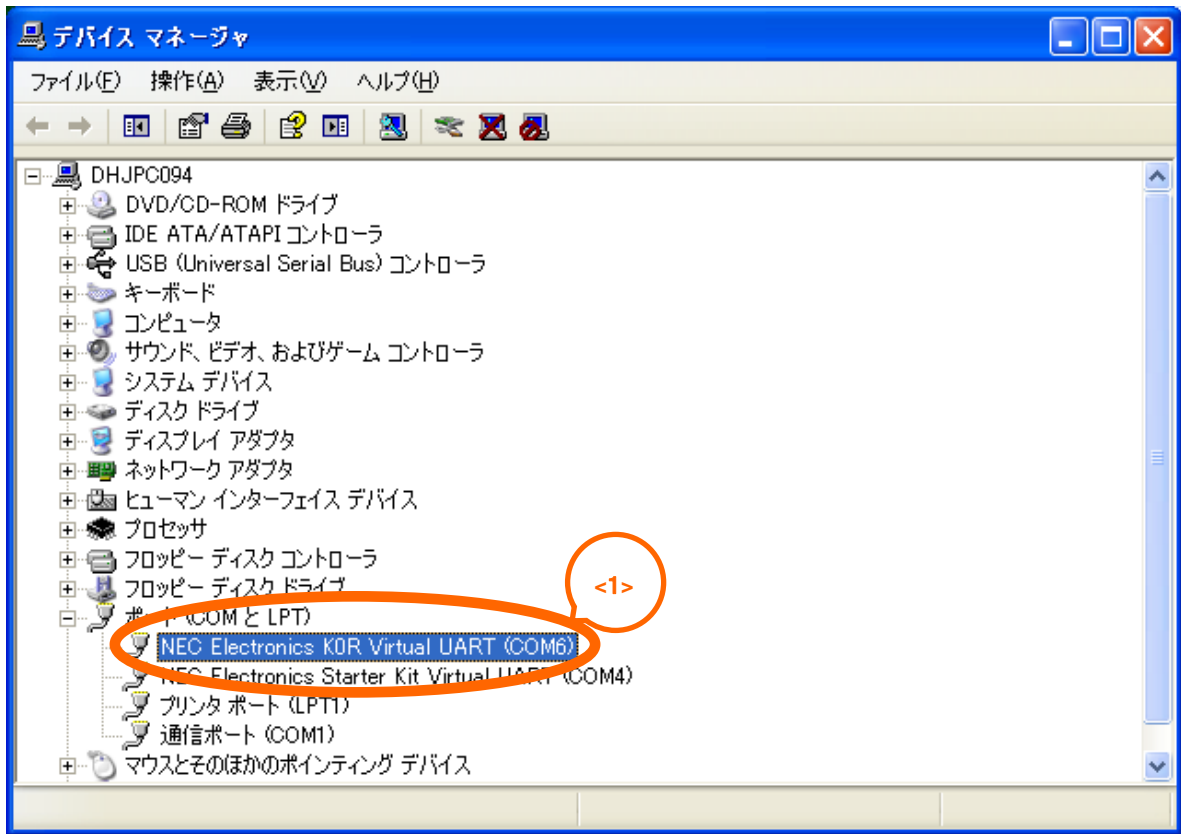 デバイス マネージャ
ファイル(F) 操作(A) 表示(V) ヘルプ(H)
DHJPC094
DVD/CD-ROM ドライブ
IDE ATA/ATAPI コントローラ
USB (Universal Serial Bus) コントローラ
キーボード
コンピュータ
サウンド、ビデオ、およびゲーム コントローラ
システム デバイス
ディスク ドライブ
ディスプレイ アダプタ
ネットワーク アダプタ
ヒューマン インターフェイス デバイス
プロセッサ
フロッピー ディスク コントローラ
フロッピー ディスク ドライブ
<1>
ポート (COM と LPT)
NEC Electronics K0R Virtual UART (COM6)
NEC Electronics Starter Kit Virtual UART (COM4)
プリンタ ポート (LPT1)
通信ポート (COM1)
マウスとそのほかのポインティング デバイス